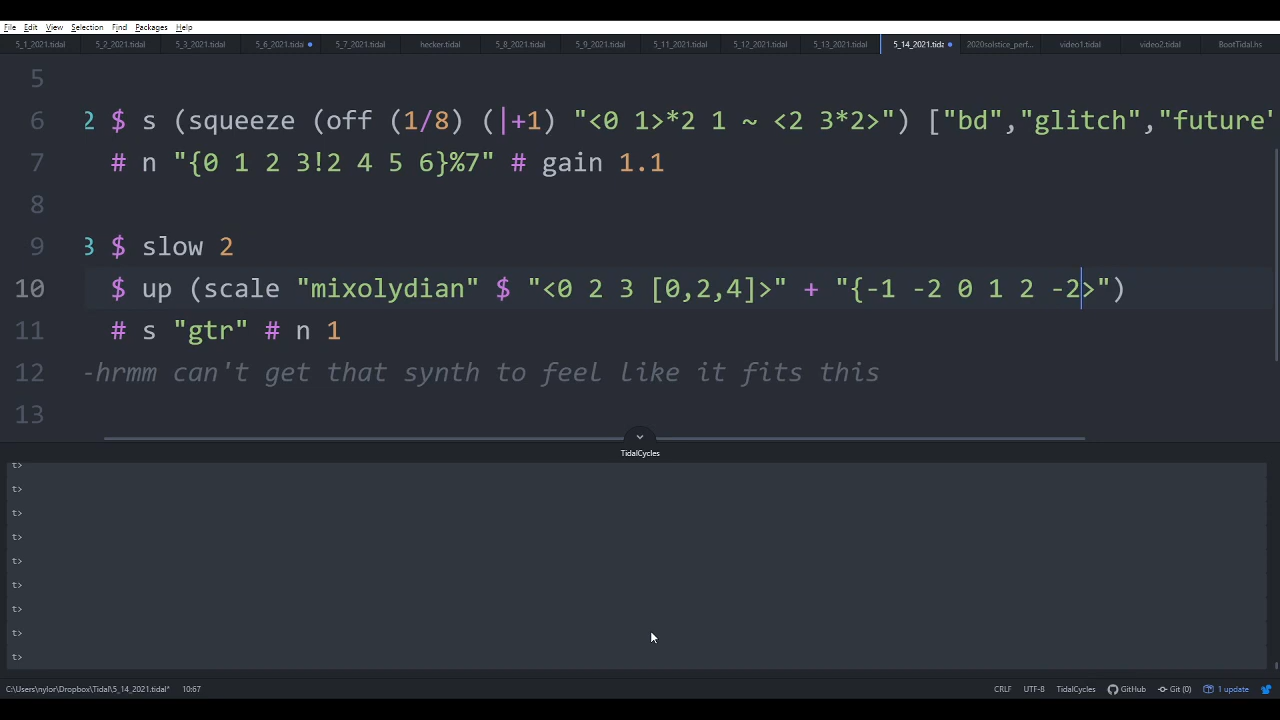 File Edit View Selection Find Packages Help
5_1_2021.tidal 5_2_2021.tidal 5_3_2021.tidal 5_6_2021.tidal 5_7_2021.tidal hecker.tidal 5_8_2021.tidal 5_9_2021.tidal 5_11_2021.tidal 5_12_2021.tidal 5_13_2021.tidal 5_14_2021.tida 2020solstice_perf... video1.tidal video2.tidal BootTidal.hs
5
6 2 $ s (squeeze (off (1/8) (|+1) "<0 1>*2 1 ~ <2 3*2>") ["bd","glitch","future"
7 # n "{0 1 2 3!2 4 5 6}%7" # gain 1.1
8
9 3 $ slow 2
10 $ up (scale "mixolydian" $ "<0 2 3 [0,2,4]>" + "{-1 -2 0 1 2 -2>")
11 # s "gtr" # n 1
12 -hrmm can't get that synth to feel like it fits this
13
TidalCycles
t>
t>
t>
t>
t>
t>
t>
t>
t>
C:\Users\nylor\Dropbox\Tidal\5_14_2021.tidal* 10:67 CRLF UTF-8 TidalCycles GitHub Git (0) 1 update